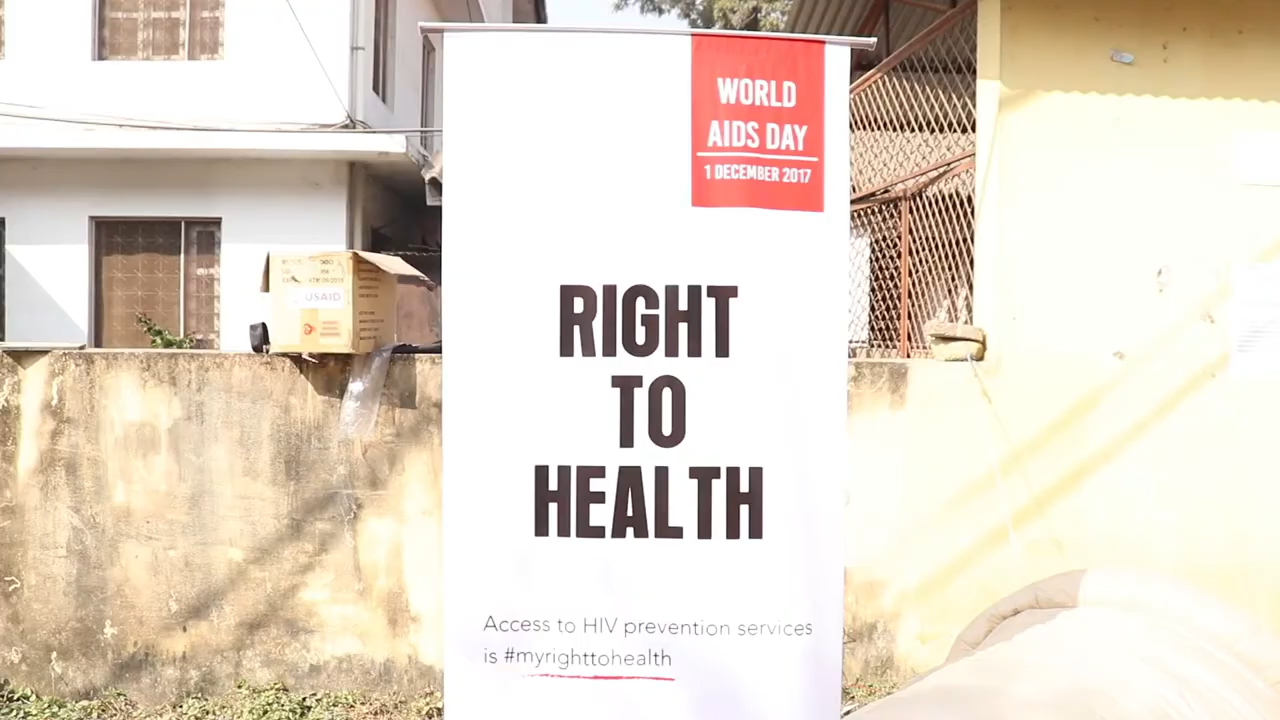 WORLD
AIDS DAY
1 DECEMBER 2017
USAID
RIGHT
TO
HEALTH
Access to HIV prevention services
is #myrighttohealth